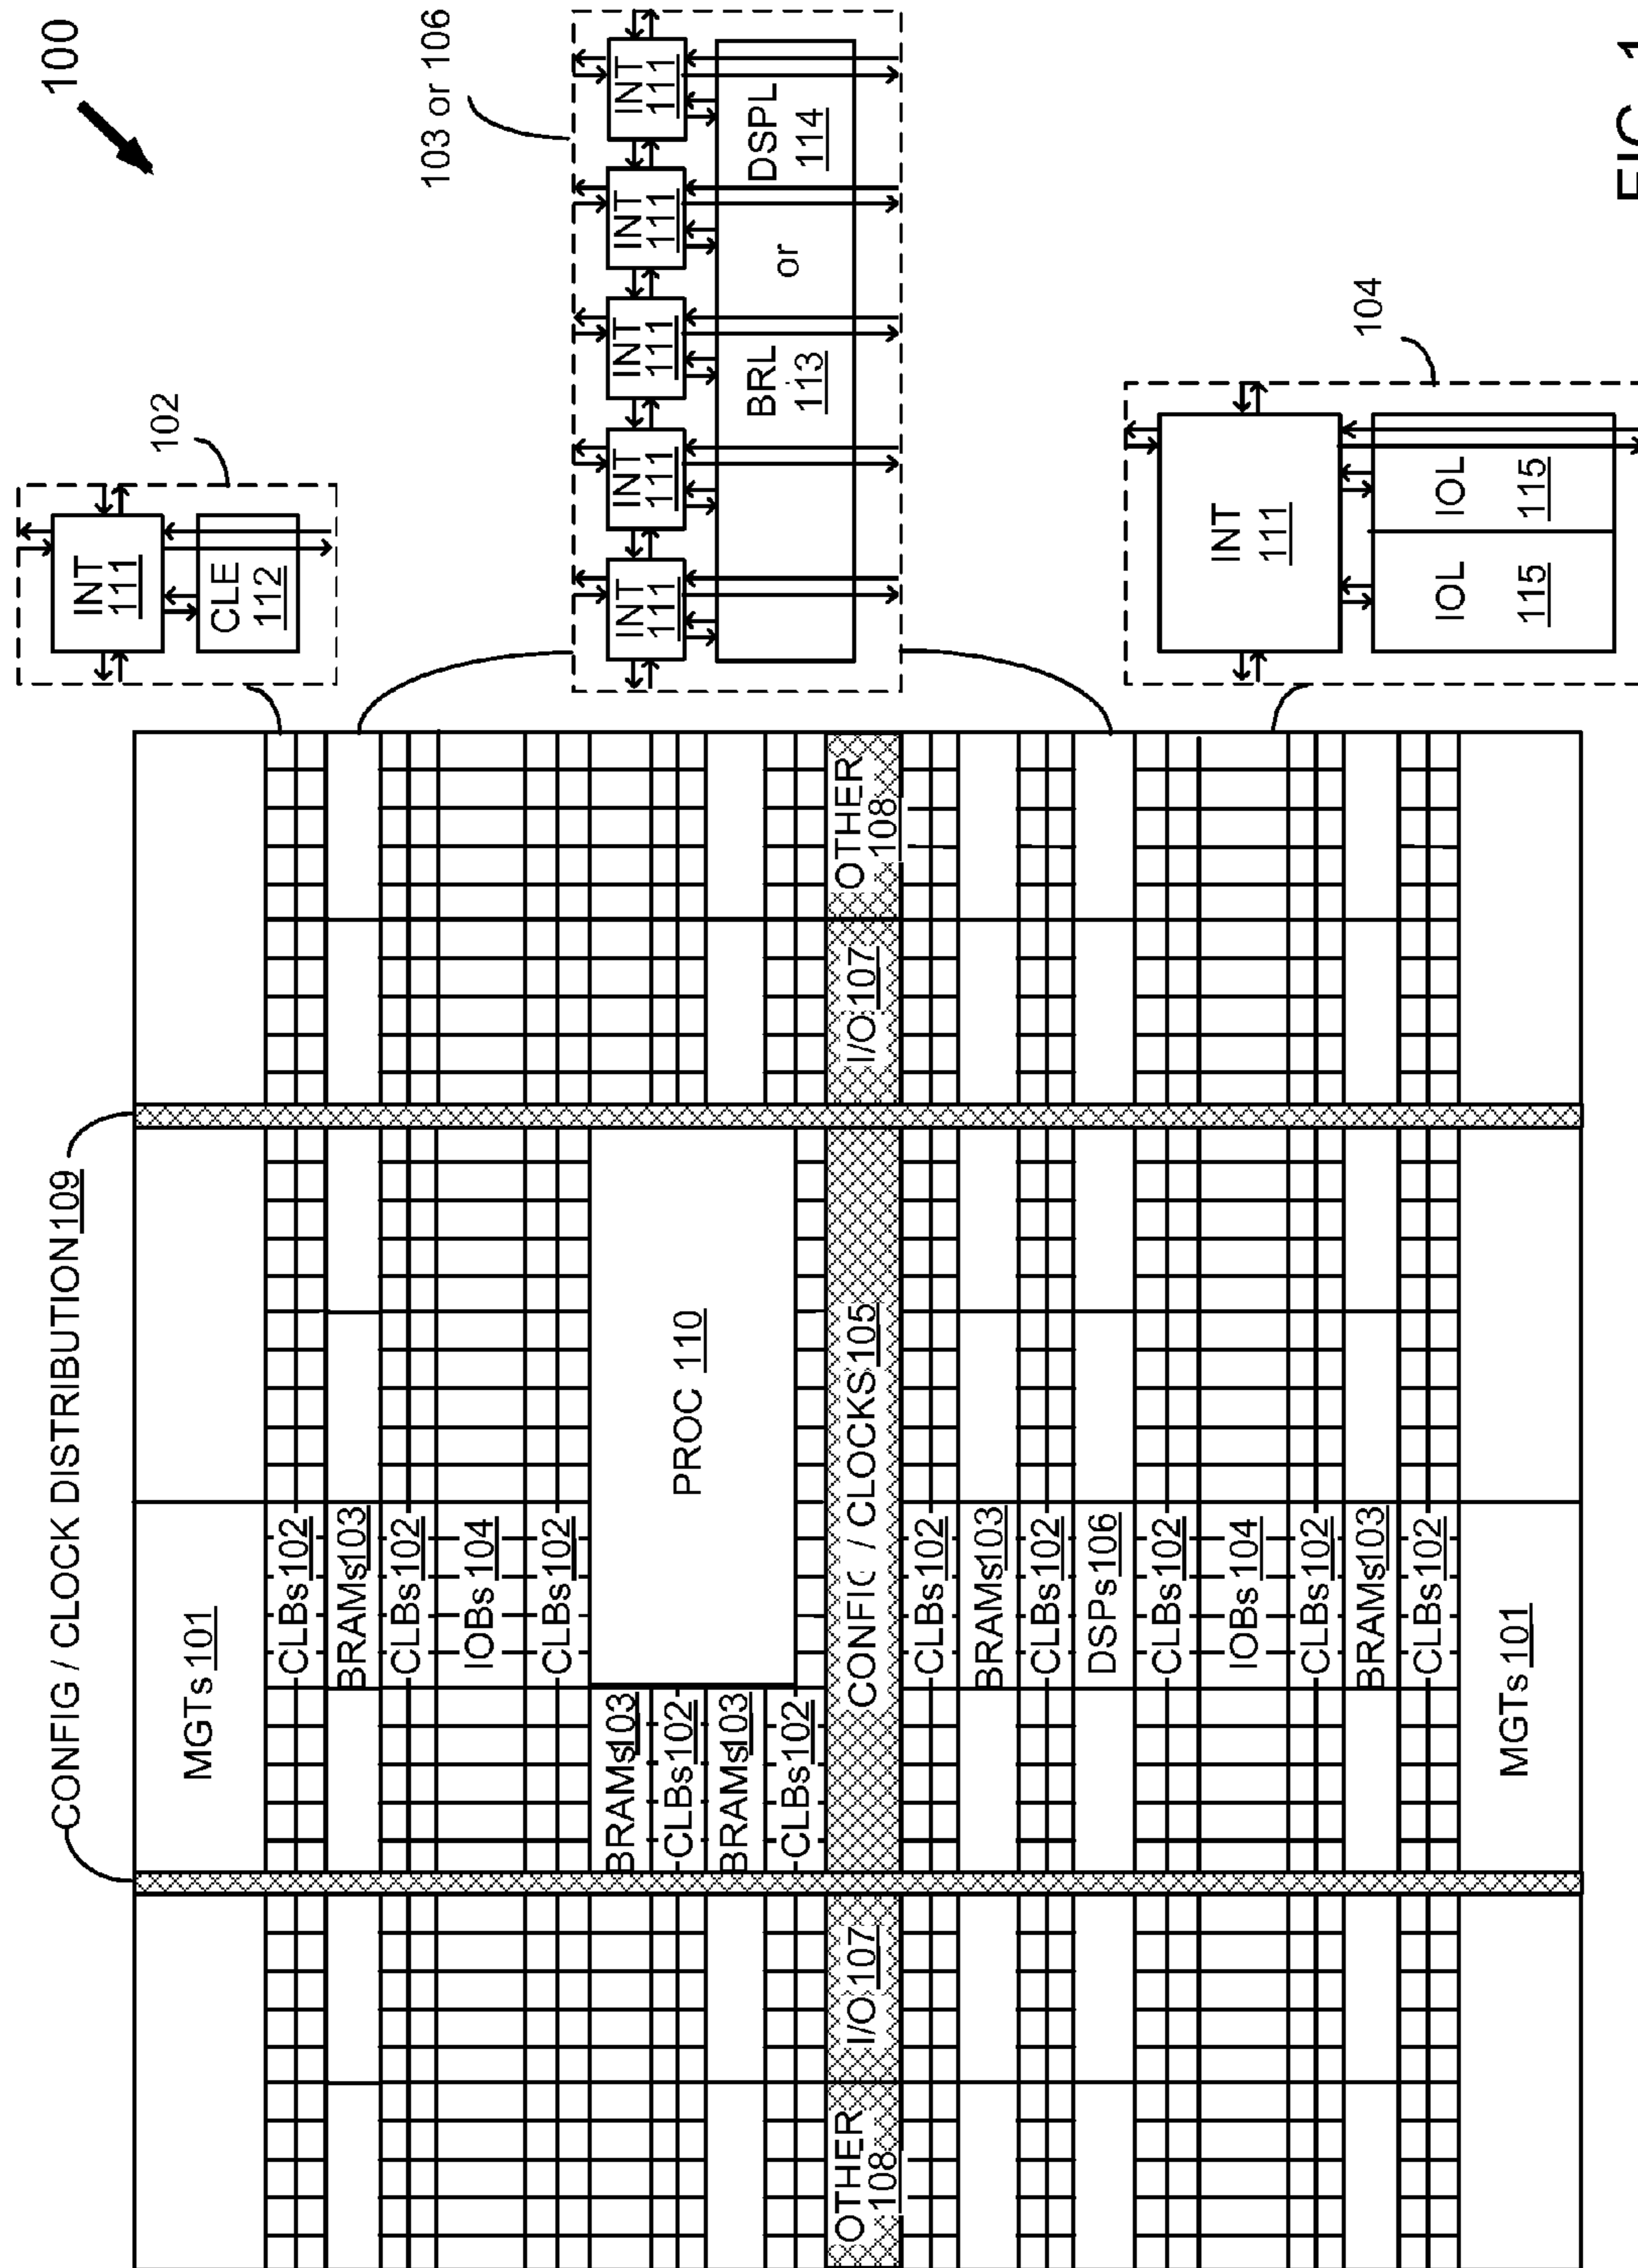 100
CONFIG / CLOCK DISTRIBUTION 109
MGTs 101
CLBs 102
BRAMs 103
CLBs 102
IOBs 104
CLBs 102
BRAMs 103
CLBs 102
BRAMs 103
CLBs 102
PROC 110
OTHER
108
I/O 107
CONFIG / CLOCKS 105
I/O 107
OTHER
108
CLBs 102
BRAMs 103
CLBs 102
DSPs 106
CLBs 102
IOBs 104
CLBs 102
BRAMs 103
CLBs 102
MGTs 101
102
INT
111
CLE
112
103 or 106
INT
111
INT
111
INT
111
INT
111
INT
111
BRL
113
or
DSPL
114
104
INT
111
IOL
115
IOL
115
FIG. 1